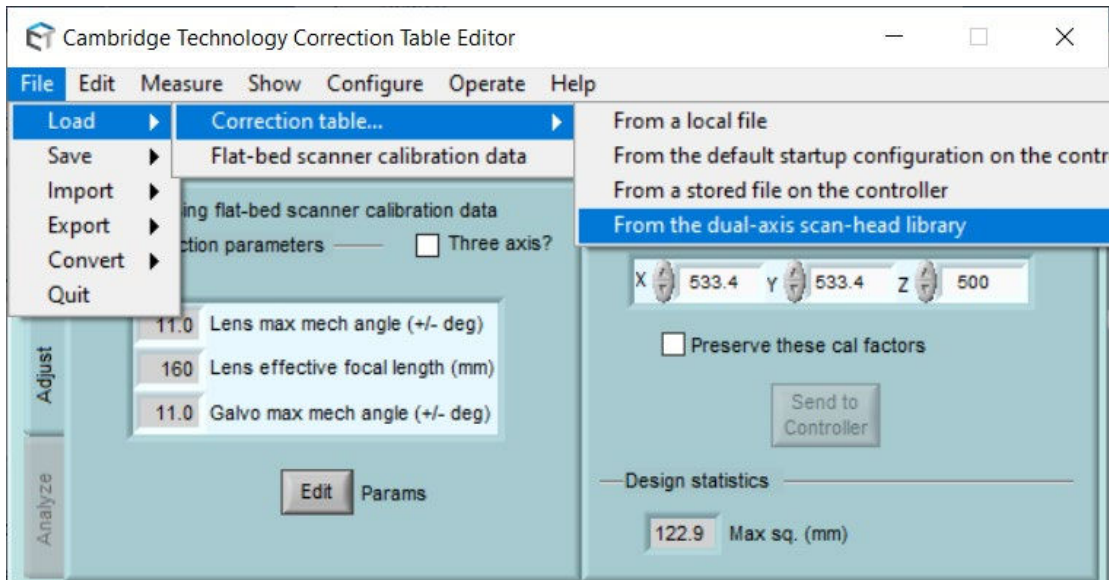 Cambridge Technology Correction Table Editor
File Edit Measure Show Configure Operate Help
Load
Save
Import
Export
Convert
Quit
Correction table...
Flat-bed scanner calibration data
From a local file
From the default startup configuration on the contr
From a stored file on the controller
From the dual-axis scan-head library
ing flat-bed scanner calibration data
ction parameters
Three axis?
11.0 Lens max mech angle (+/- deg)
160 Lens effective focal length (mm)
11.0 Galvo max mech angle (+/- deg)
Edit Params
Adjust
Analyze
X 533.4 Y 533.4 Z 500
Preserve these cal factors
Send to
Controller
Design statistics
122.9 Max sq. (mm)